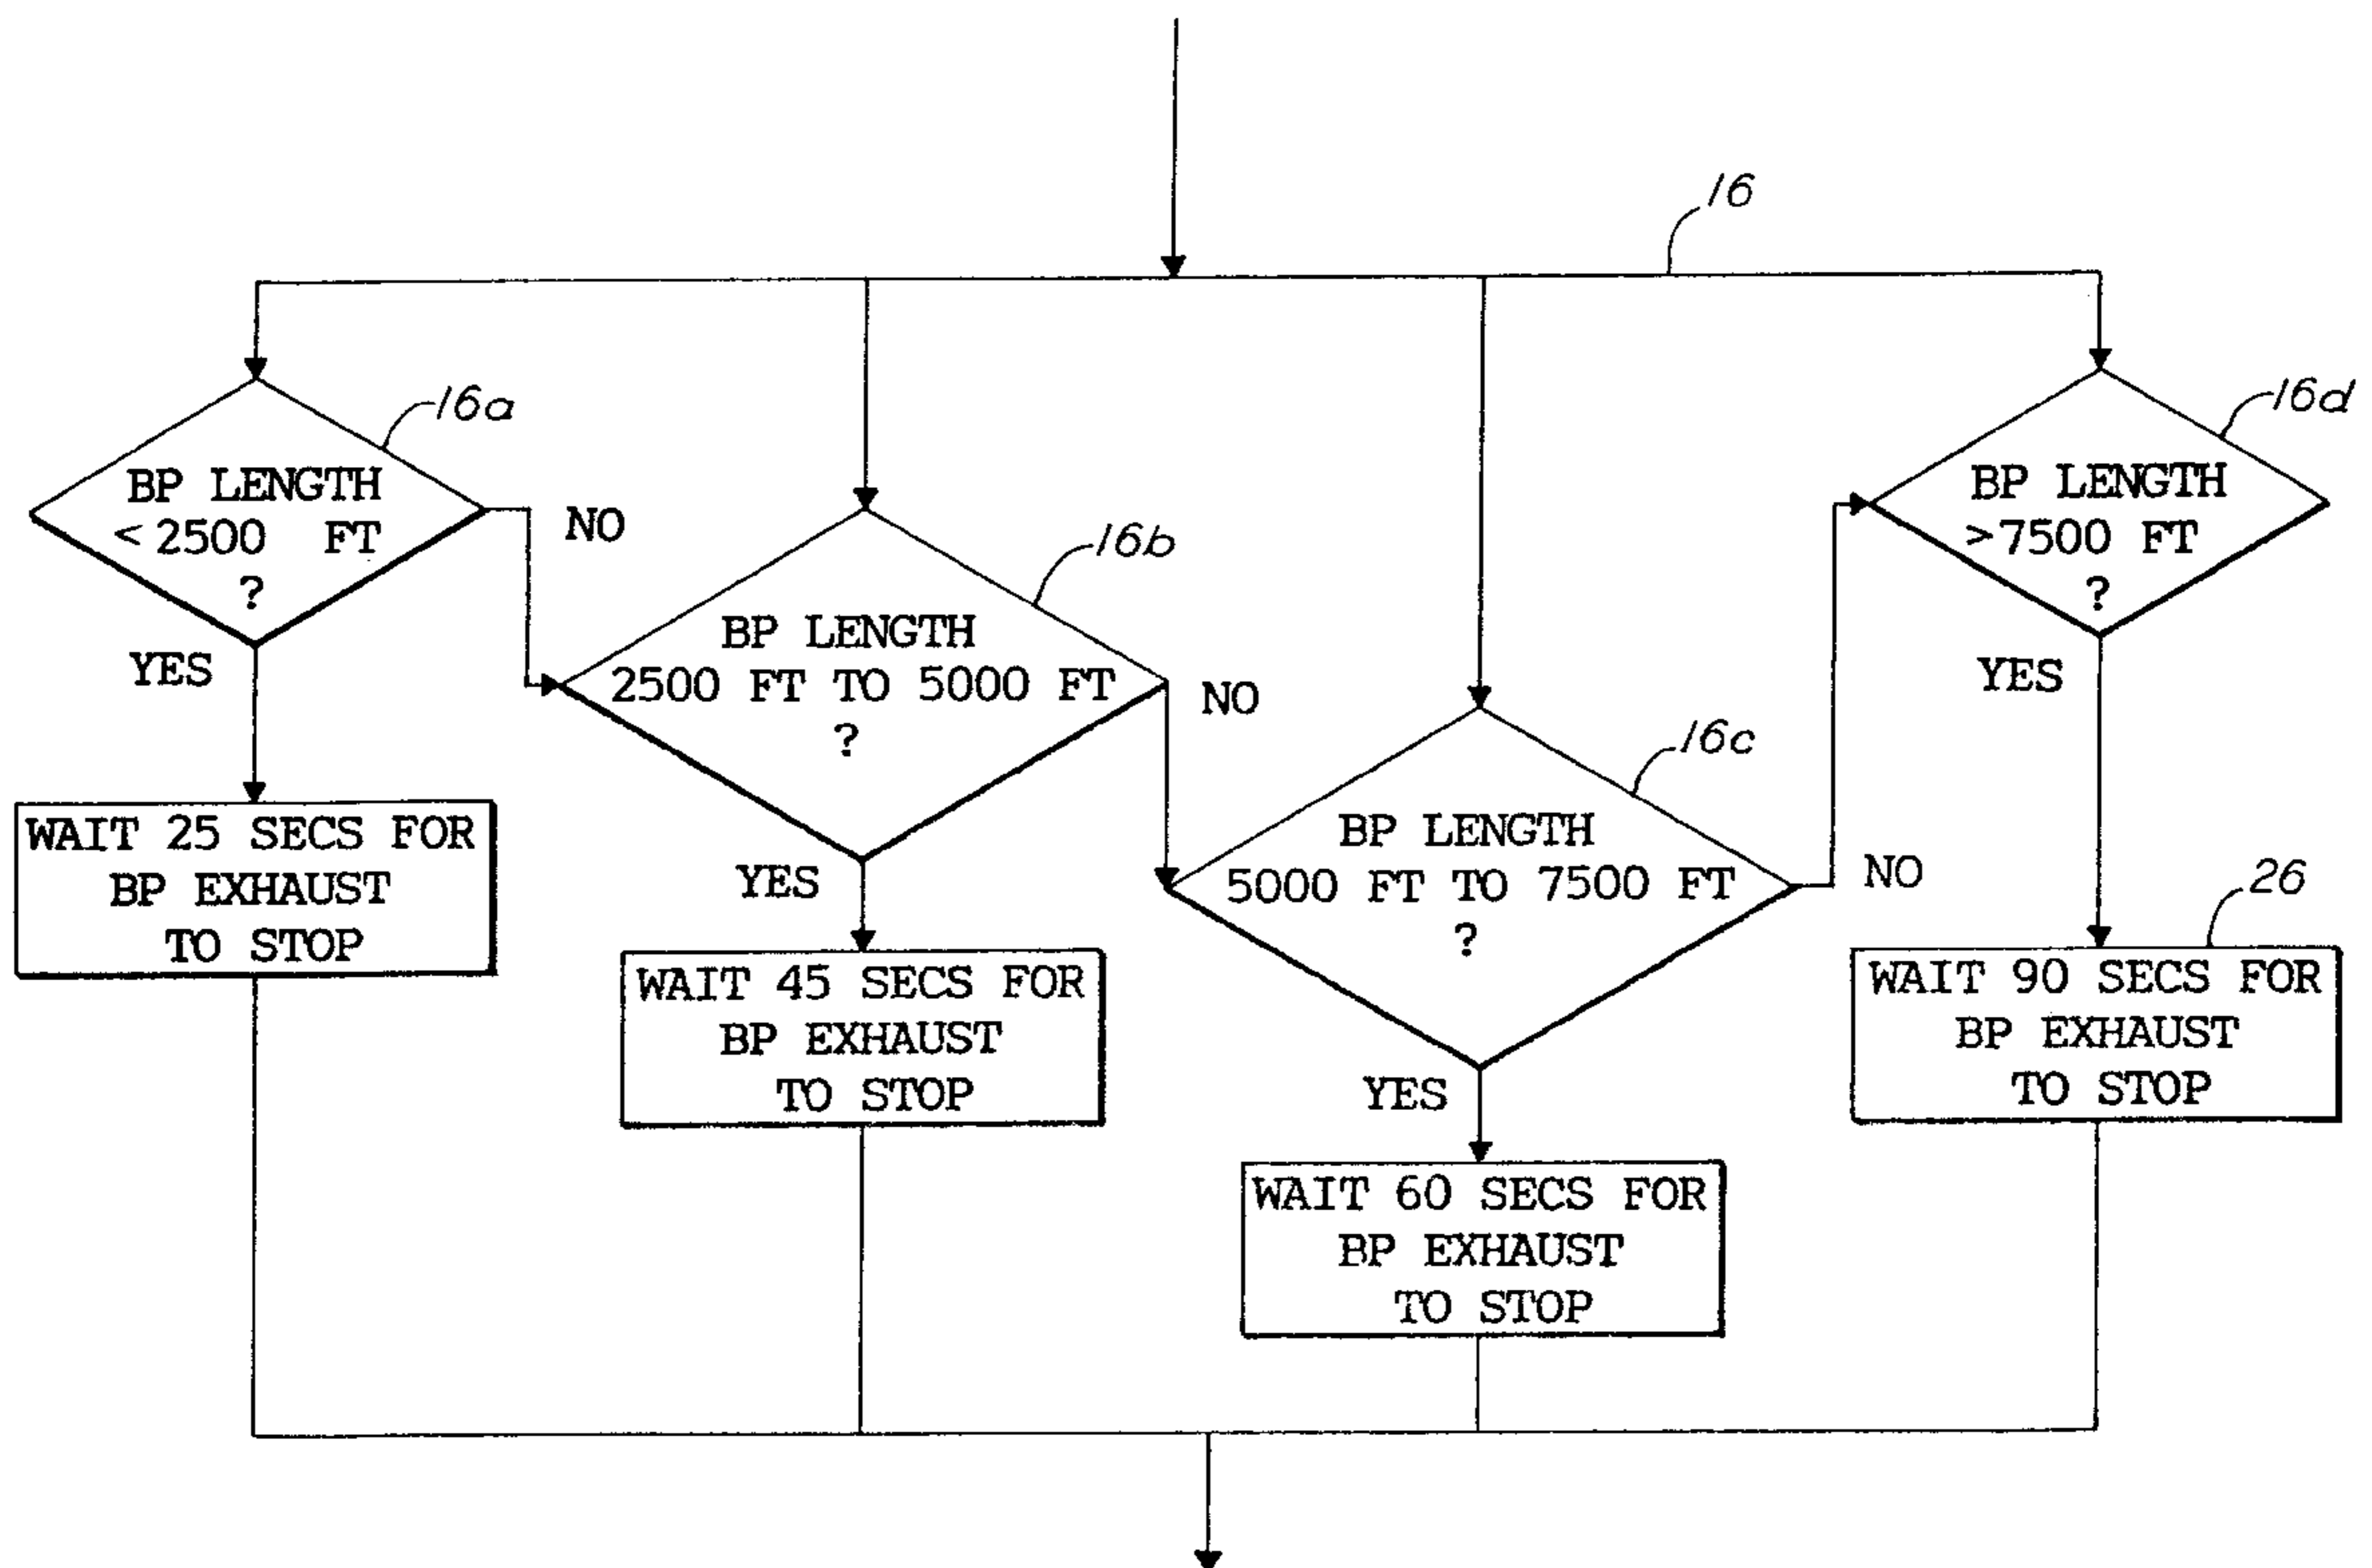 16
16a
BP LENGTH
< 2500 FT
?
NO
YES
WAIT 25 SECS FOR
BP EXHAUST
TO STOP
16b
BP LENGTH
2500 FT TO 5000 FT
?
NO
YES
WAIT 45 SECS FOR
BP EXHAUST
TO STOP
16c
BP LENGTH
5000 FT TO 7500 FT
?
NO
YES
WAIT 60 SECS FOR
BP EXHAUST
TO STOP
16d
BP LENGTH
>7500 FT
?
YES
26
WAIT 90 SECS FOR
BP EXHAUST
TO STOP